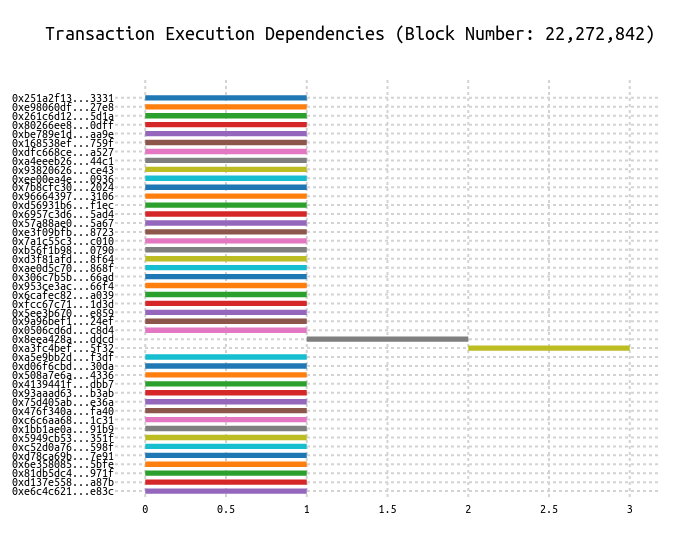 Transaction Execution Dependencies (Block Number: 22,272,842)
0x251a2f13...3331
0xe98060df...27e8
0x261c6d12...5d1a
0x80266ee8...0dff
0xbe789e1d...aa9e
0x168538ef...759f
0xdfc668ce...a527
0xa4eeeb26...44c1
0x93820626...ce43
0xee00ea4e...0936
0x7b8cfc30...2024
0x96664397...3106
0xd56931b6...f1ec
0x6957c3d6...5ad4
0x57a88ae0...5a67
0xe3f09bfb...8723
0x7a1c55c3...c010
0xb56f1b98...0790
0xd3f81afd...8f64
0xae0d5c70...868f
0x306c7b5b...66ad
0x953ce3ac...66f4
0x6cafec82...a039
0xfcc67c71...1d3d
0x5ee3b670...e859
0x9a96bef1...24ef
0x0506cd6d...c8d4
0x8eea428a...ddcd
0xa3fc4bef...5f32
0xa5e9bb2d...f3df
0xd06f6cbd...30da
0x508a7e6a...4336
0x4139441f...dbb7
0x93aaad63...b3ab
0x75d405ab...e36a
0x476f340a...fa40
0xc6c6aa68...1c31
0x1bb1ae0a...91b9
0x5949cb53...351f
0xc52d0a76...598f
0xd78ca69b...7e91
0x6e358085...5bfe
0x81db5dc4...971f
0xd137e558...a87b
0xe6c4c621...e83c
0 0.5 1 1.5 2 2.5 3